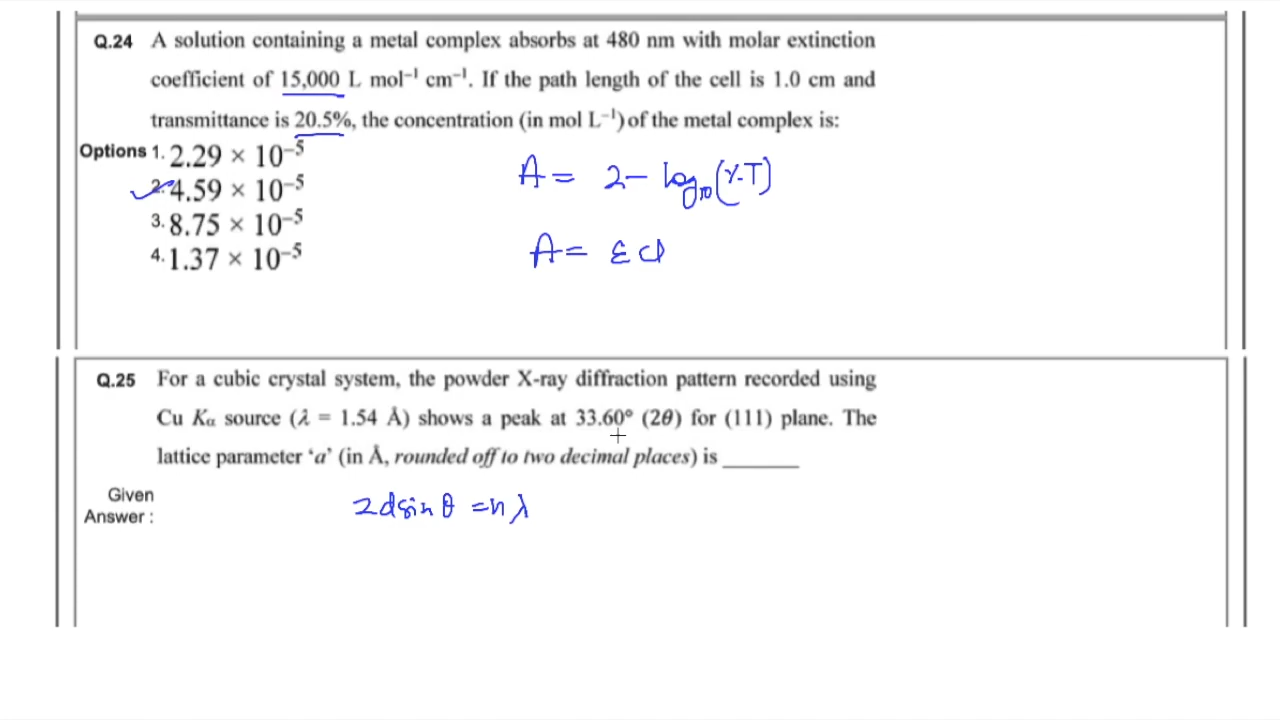 Q.24 A solution containing a metal complex absorbs at 480 nm with molar extinction
coefficient of 15,000 L mol⁻¹ cm⁻¹. If the path length of the cell is 1.0 cm and
transmittance is 20.5%, the concentration (in mol L⁻¹) of the metal complex is:
Options 1. 2.29 × 10⁻⁵
2. 4.59 × 10⁻⁵
3. 8.75 × 10⁻⁵
4. 1.37 × 10⁻⁵
A = 2 - log₁₀(%T)
A = εcl
Q.25 For a cubic crystal system, the powder X-ray diffraction pattern recorded using
Cu Kα source (λ = 1.54 Å) shows a peak at 33.60° (2θ) for (111) plane. The
lattice parameter ‘a’ (in Å, rounded off to two decimal places) is ________
Given
Answer :
2d sin θ = nλ